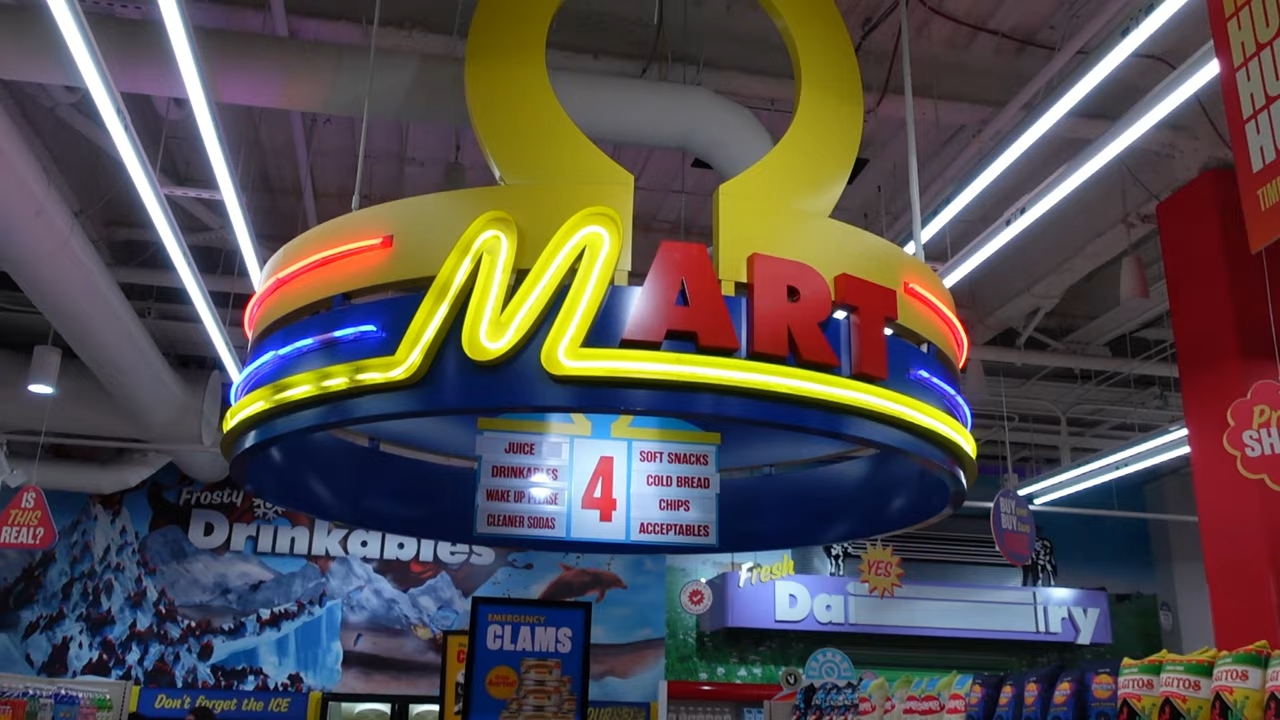 MART
JUICE
DRINKABLES
WAKE UP PLEASE
CLEANER SODAS
4
SOFT SNACKS
COLD BREAD
CHIPS
ACCEPTABLES
IS
THIS
REAL?
Frosty
Drinkables
Fresh
Dairy
YES
BUY
BUY
EMERGENCY
CLAMS
Don't forget the ICE